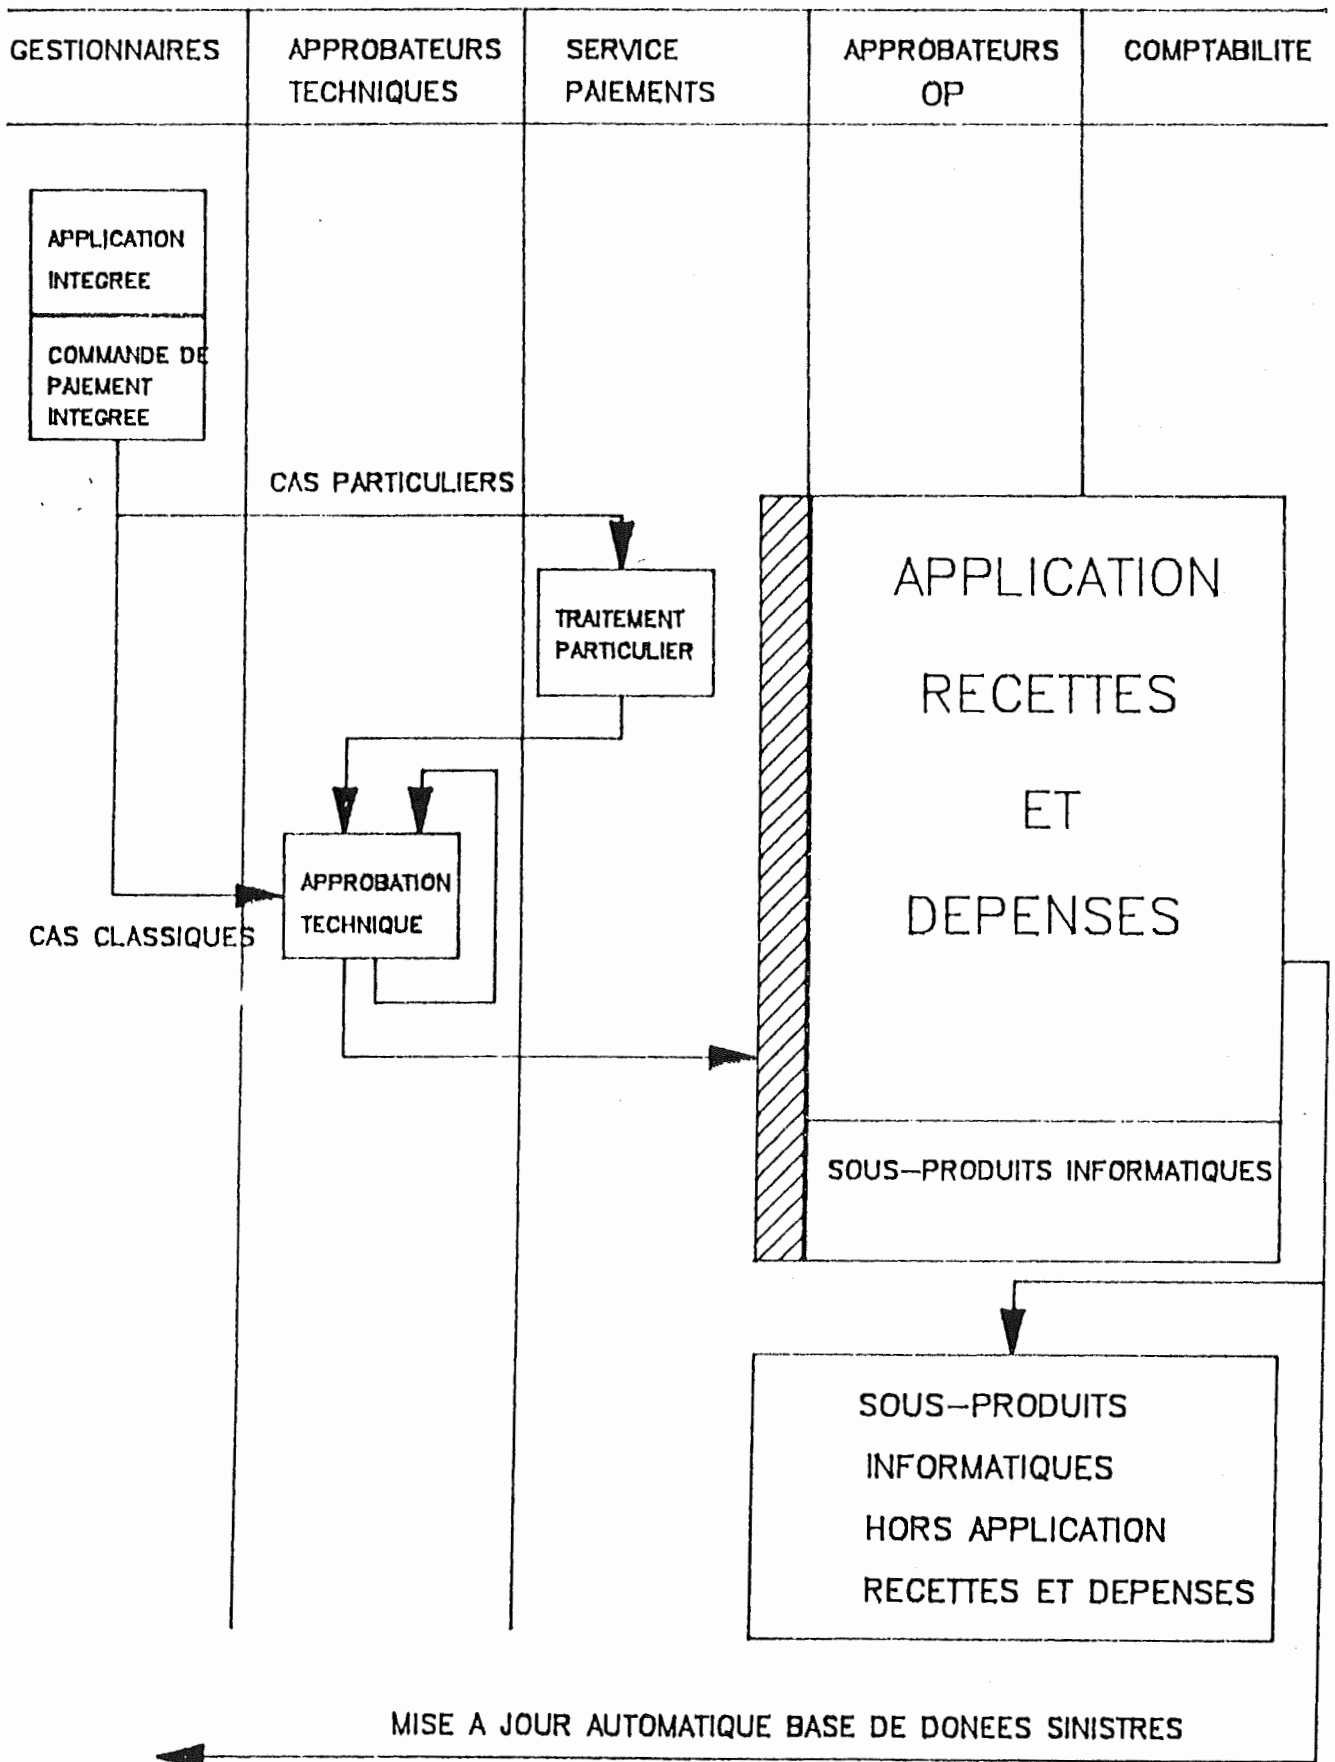 GESTIONNAIRES
APPROBATEURS
TECHNIQUES
SERVICE
PAIEMENTS
APPROBATEURS
OP
COMPTABILITE
APPLICATION
INTEGREE
COMMANDE DE
PAIEMENT
INTEGREE
CAS PARTICULIERS
TRAITEMENT
PARTICULIER
APPROBATION
TECHNIQUE
CAS CLASSIQUES
APPLICATION
RECETTES
ET
DEPENSES
SOUS-PRODUITS INFORMATIQUES
SOUS-PRODUITS
INFORMATIQUES
HORS APPLICATION
RECETTES ET DEPENSES
MISE A JOUR AUTOMATIQUE BASE DE DONEES SINISTRES